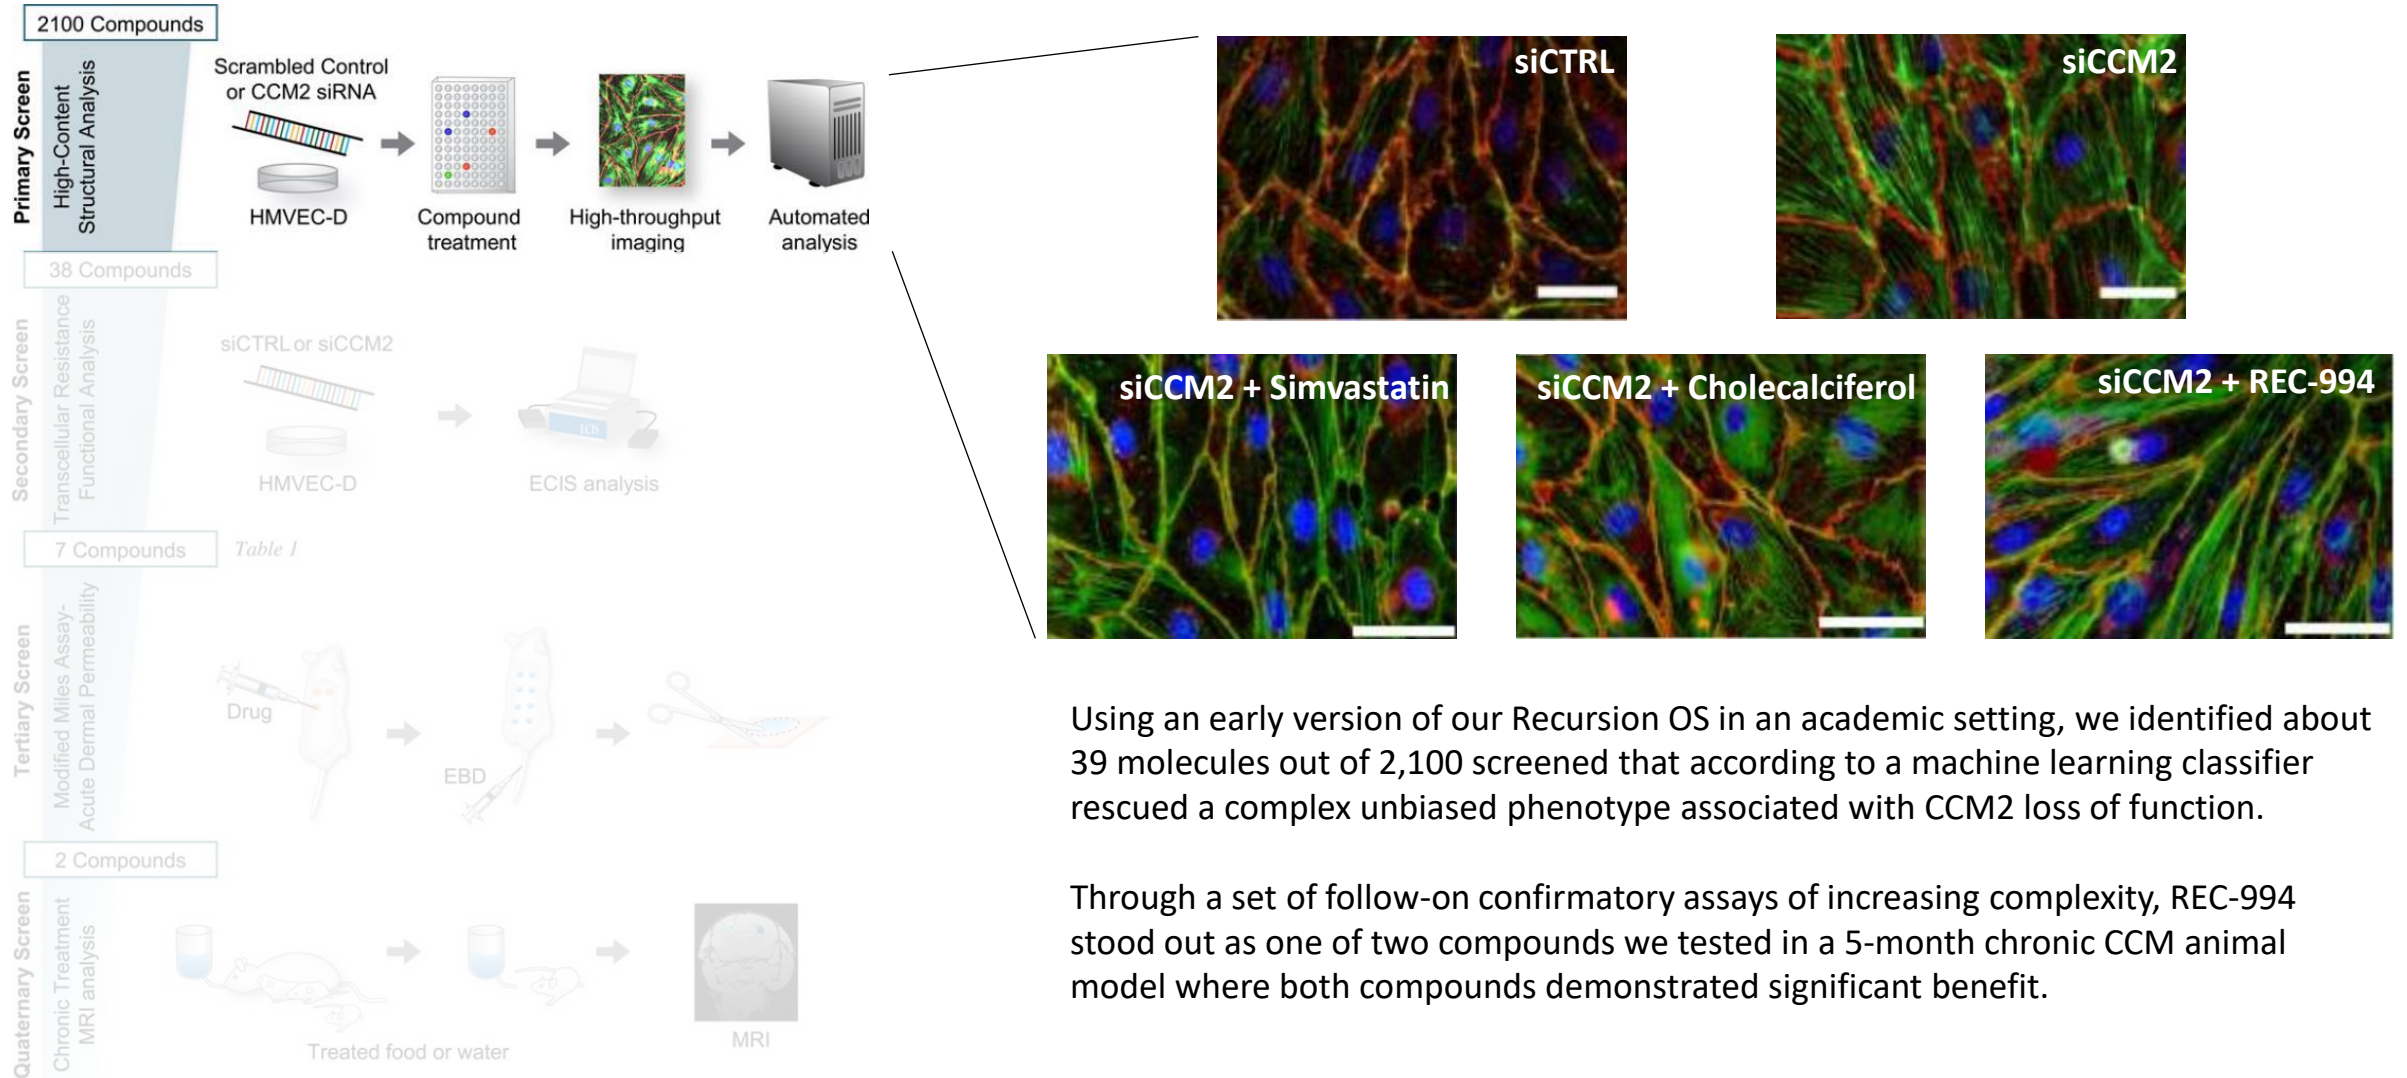 2100 Compounds
Primary Screen
High-Content
Structural Analysis
Scrambled Control
or CCM2 siRNA
HMVEC-D
Compound
treatment
High-throughput
imaging
Automated
analysis
38 Compounds
Secondary Screen
Transcellular Resistance
Functional Analysis
siCTRL or siCCM2
HMVEC-D
ECIS analysis
7 Compounds
Table 1
Tertiary Screen
Modified Miles Assay-
Acute Dermal Permeability
Drug
EBD
2 Compounds
Quaternary Screen
Chronic Treatment
MRI analysis
Treated food or water
MRI
siCTRL
siCCM2
siCCM2 + Simvastatin
siCCM2 + Cholecalciferol
siCCM2 + REC-994
Using an early version of our Recursion OS in an academic setting, we identified about
39 molecules out of 2,100 screened that according to a machine learning classifier
rescued a complex unbiased phenotype associated with CCM2 loss of function.
Through a set of follow-on confirmatory assays of increasing complexity, REC-994
stood out as one of two compounds we tested in a 5-month chronic CCM animal
model where both compounds demonstrated significant benefit.